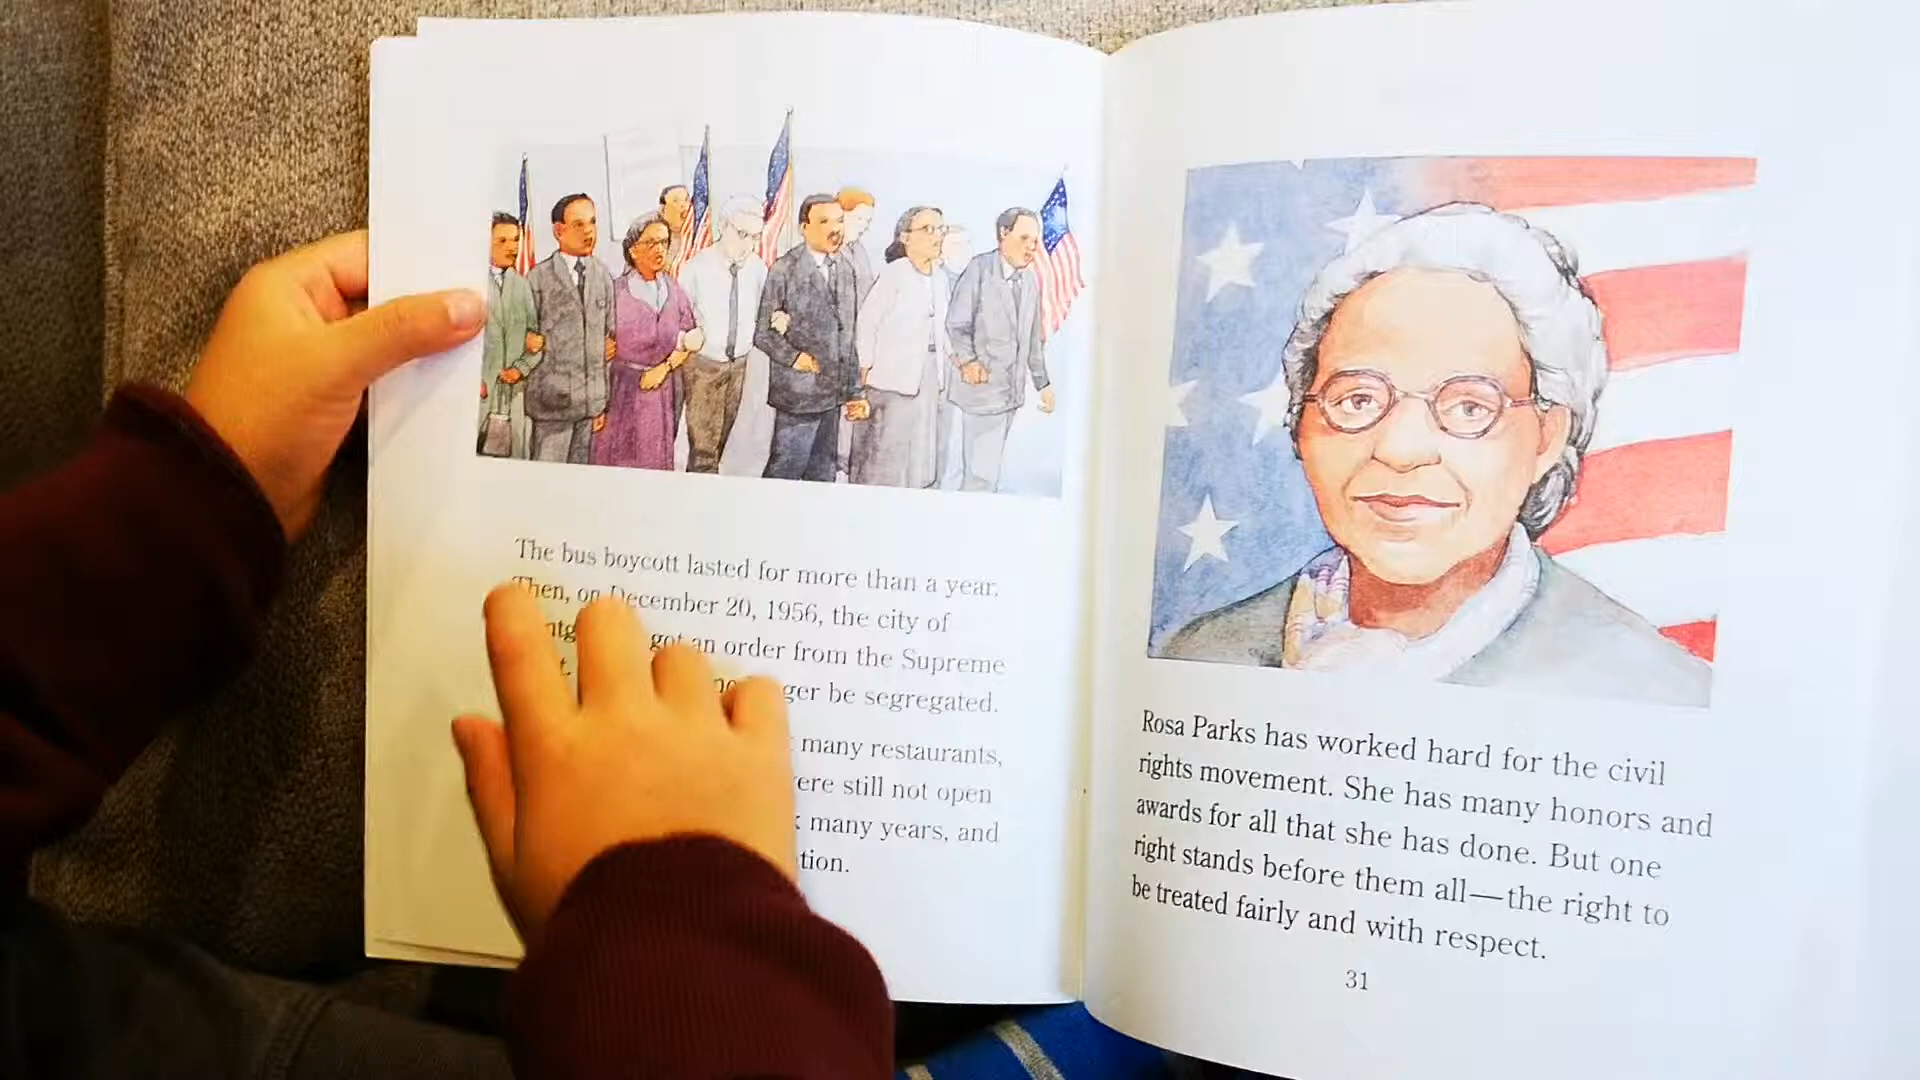 The bus boycott lasted for more than a year.
Then, on December 20, 1956, the city of
got an order from the Supreme
be segregated.
many restaurants,
still not open
many years, and
Rosa Parks has worked hard for the civil
rights movement. She has many honors and
awards for all that she has done. But one
right stands before them all—the right to
be treated fairly and with respect.
31